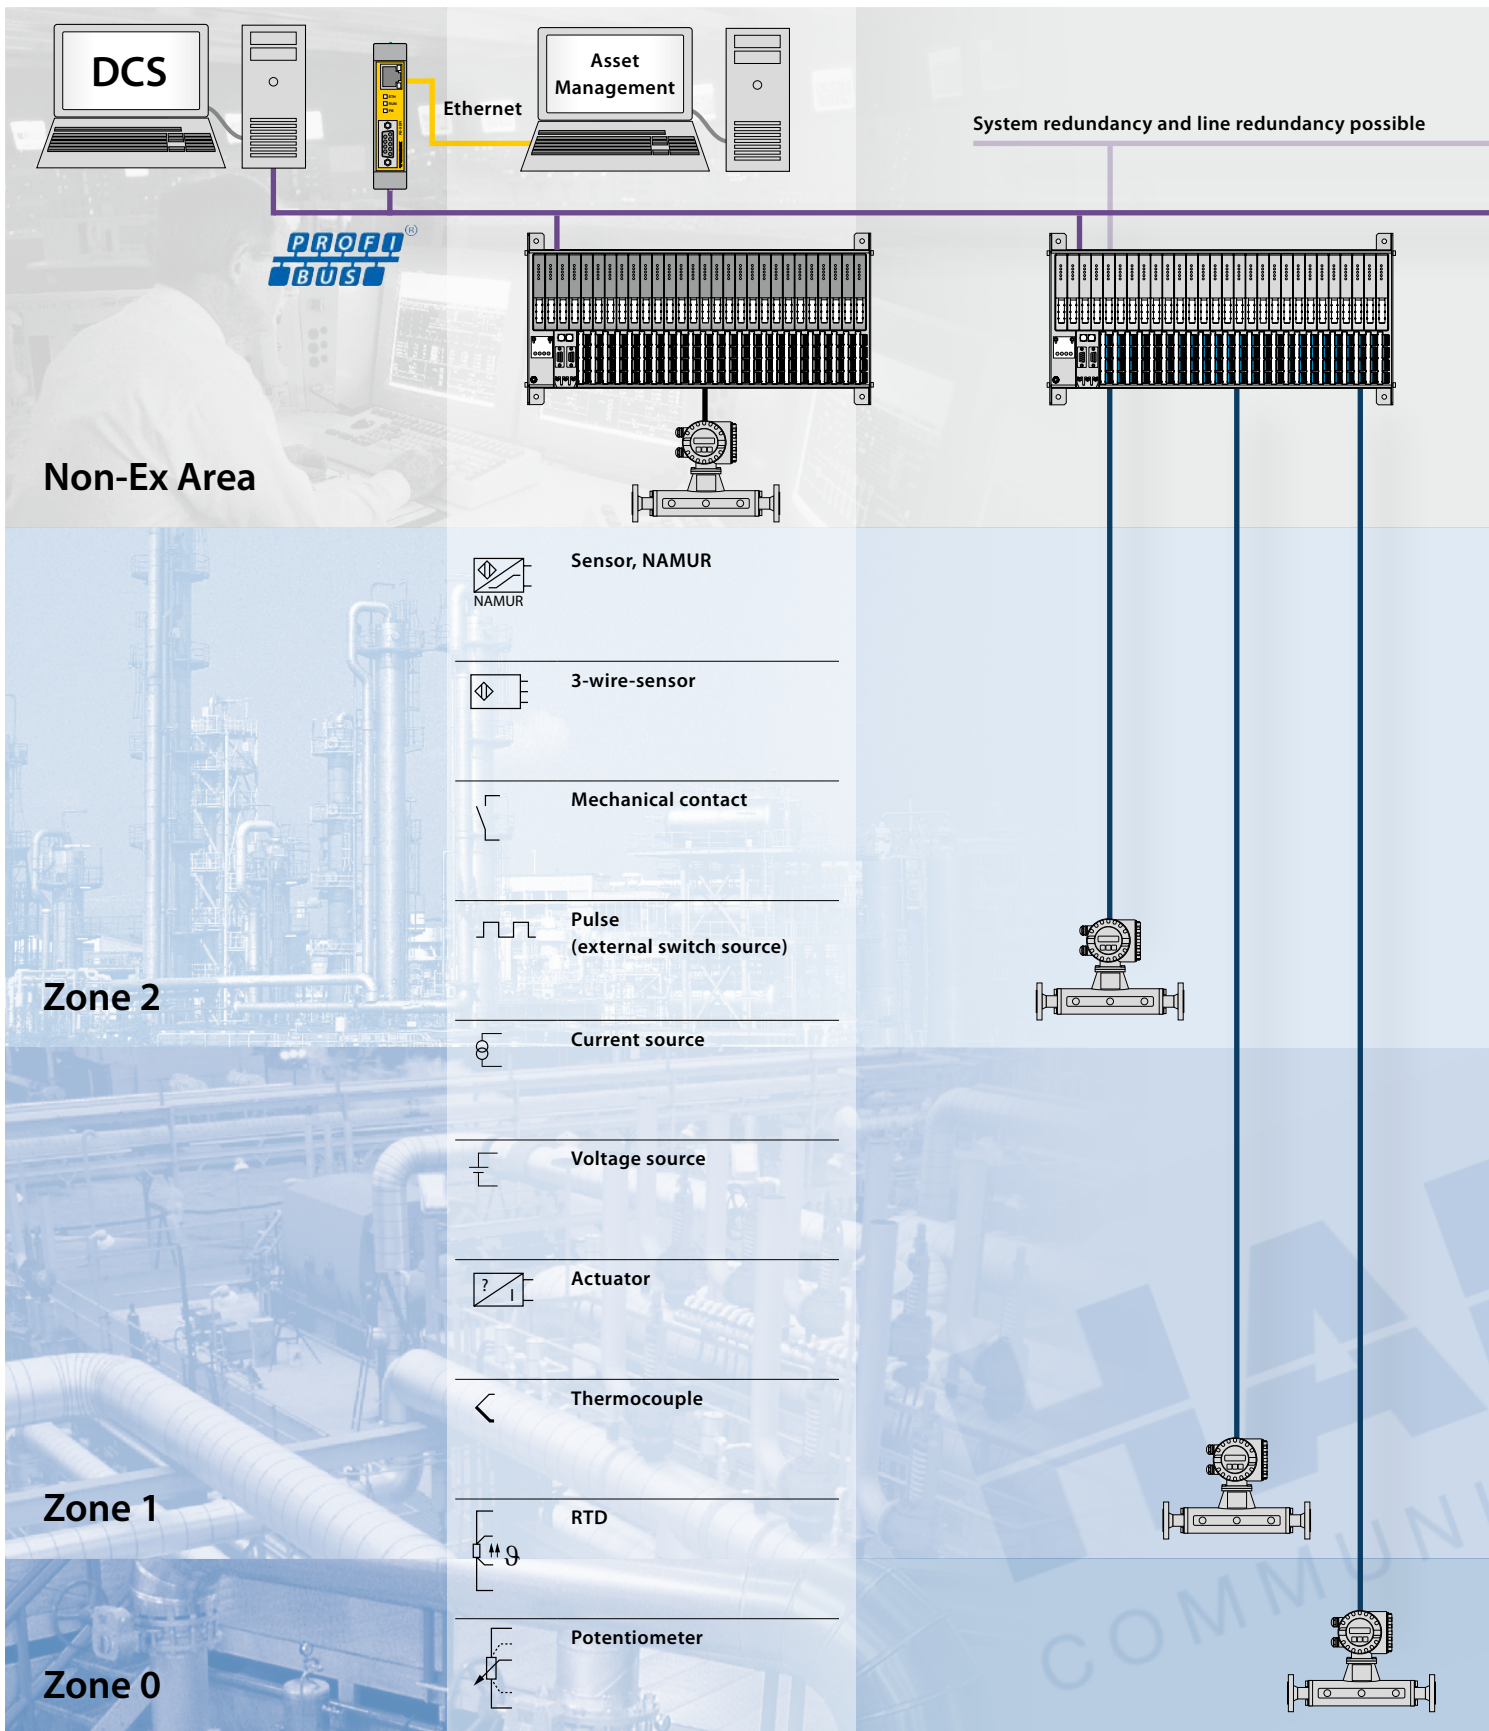 DCS
Asset
Management
Ethernet
System redundancy and line redundancy possible
PROFI
BUS
®
Non-Ex Area
Sensor, NAMUR
NAMUR
3-wire-sensor
Mechanical contact
Pulse
(external switch source)
Zone 2
Current source
Voltage source
Actuator
?
I
Thermocouple
Zone 1
RTD
ϑ
Potentiometer
Zone 0
HA
COMMUNI